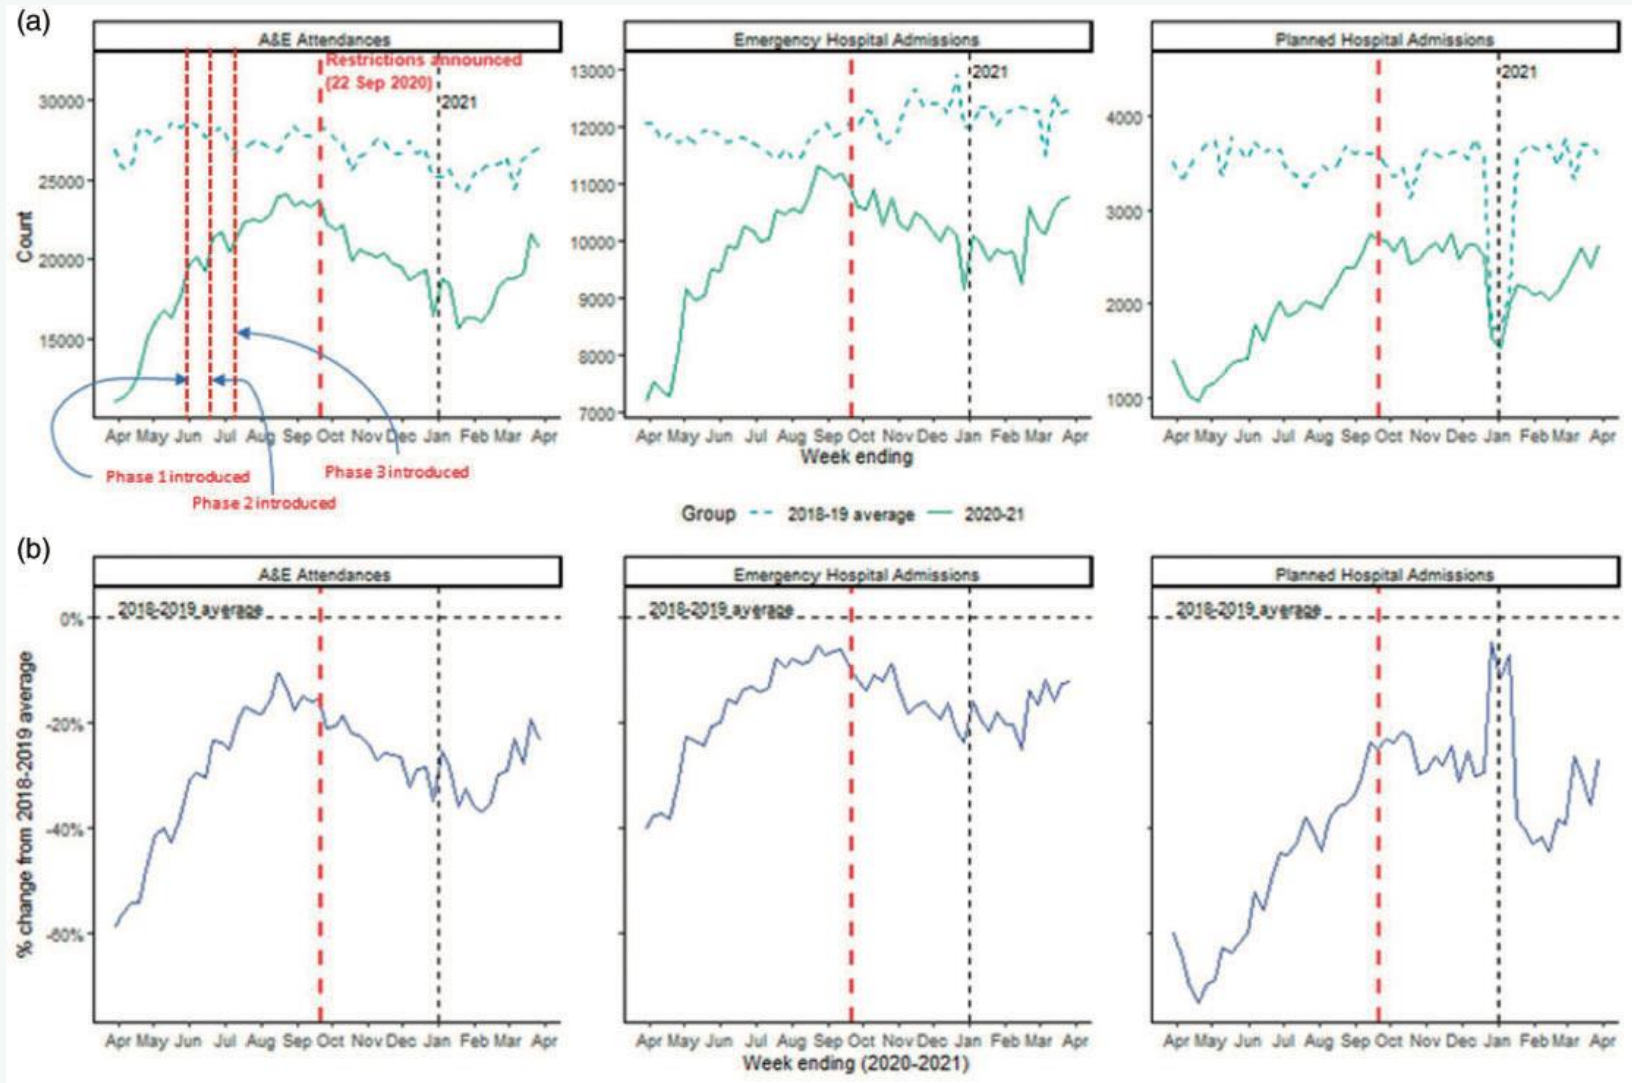 (a)
A&E Attendances
Emergency Hospital Admissions
Planned Hospital Admissions
Restrictions announced
(22 Sep 2020)
2021
2021
2021
Count
30000
25000
20000
15000
13000
12000
11000
10000
9000
8000
7000
4000
3000
2000
1000
Apr May Jun Jul Aug Sep Oct Nov Dec Jan Feb Mar Apr
Apr May Jun Jul Aug Sep Oct Nov Dec Jan Feb Mar Apr
Apr May Jun Jul Aug Sep Oct Nov Dec Jan Feb Mar Apr
Week ending
Phase 1 introduced
Phase 2 introduced
Phase 3 introduced
Group 2018-19 average 2020-21
(b)
A&E Attendances
Emergency Hospital Admissions
Planned Hospital Admissions
2018-2019 average
2018-2019 average
2018-2019 average
% change from 2018-2019 average
0%
-20%
-40%
-60%
Apr May Jun Jul Aug Sep Oct Nov Dec Jan Feb Mar Apr
Apr May Jun Jul Aug Sep Oct Nov Dec Jan Feb Mar Apr
Apr May Jun Jul Aug Sep Oct Nov Dec Jan Feb Mar Apr
Week ending (2020-2021)